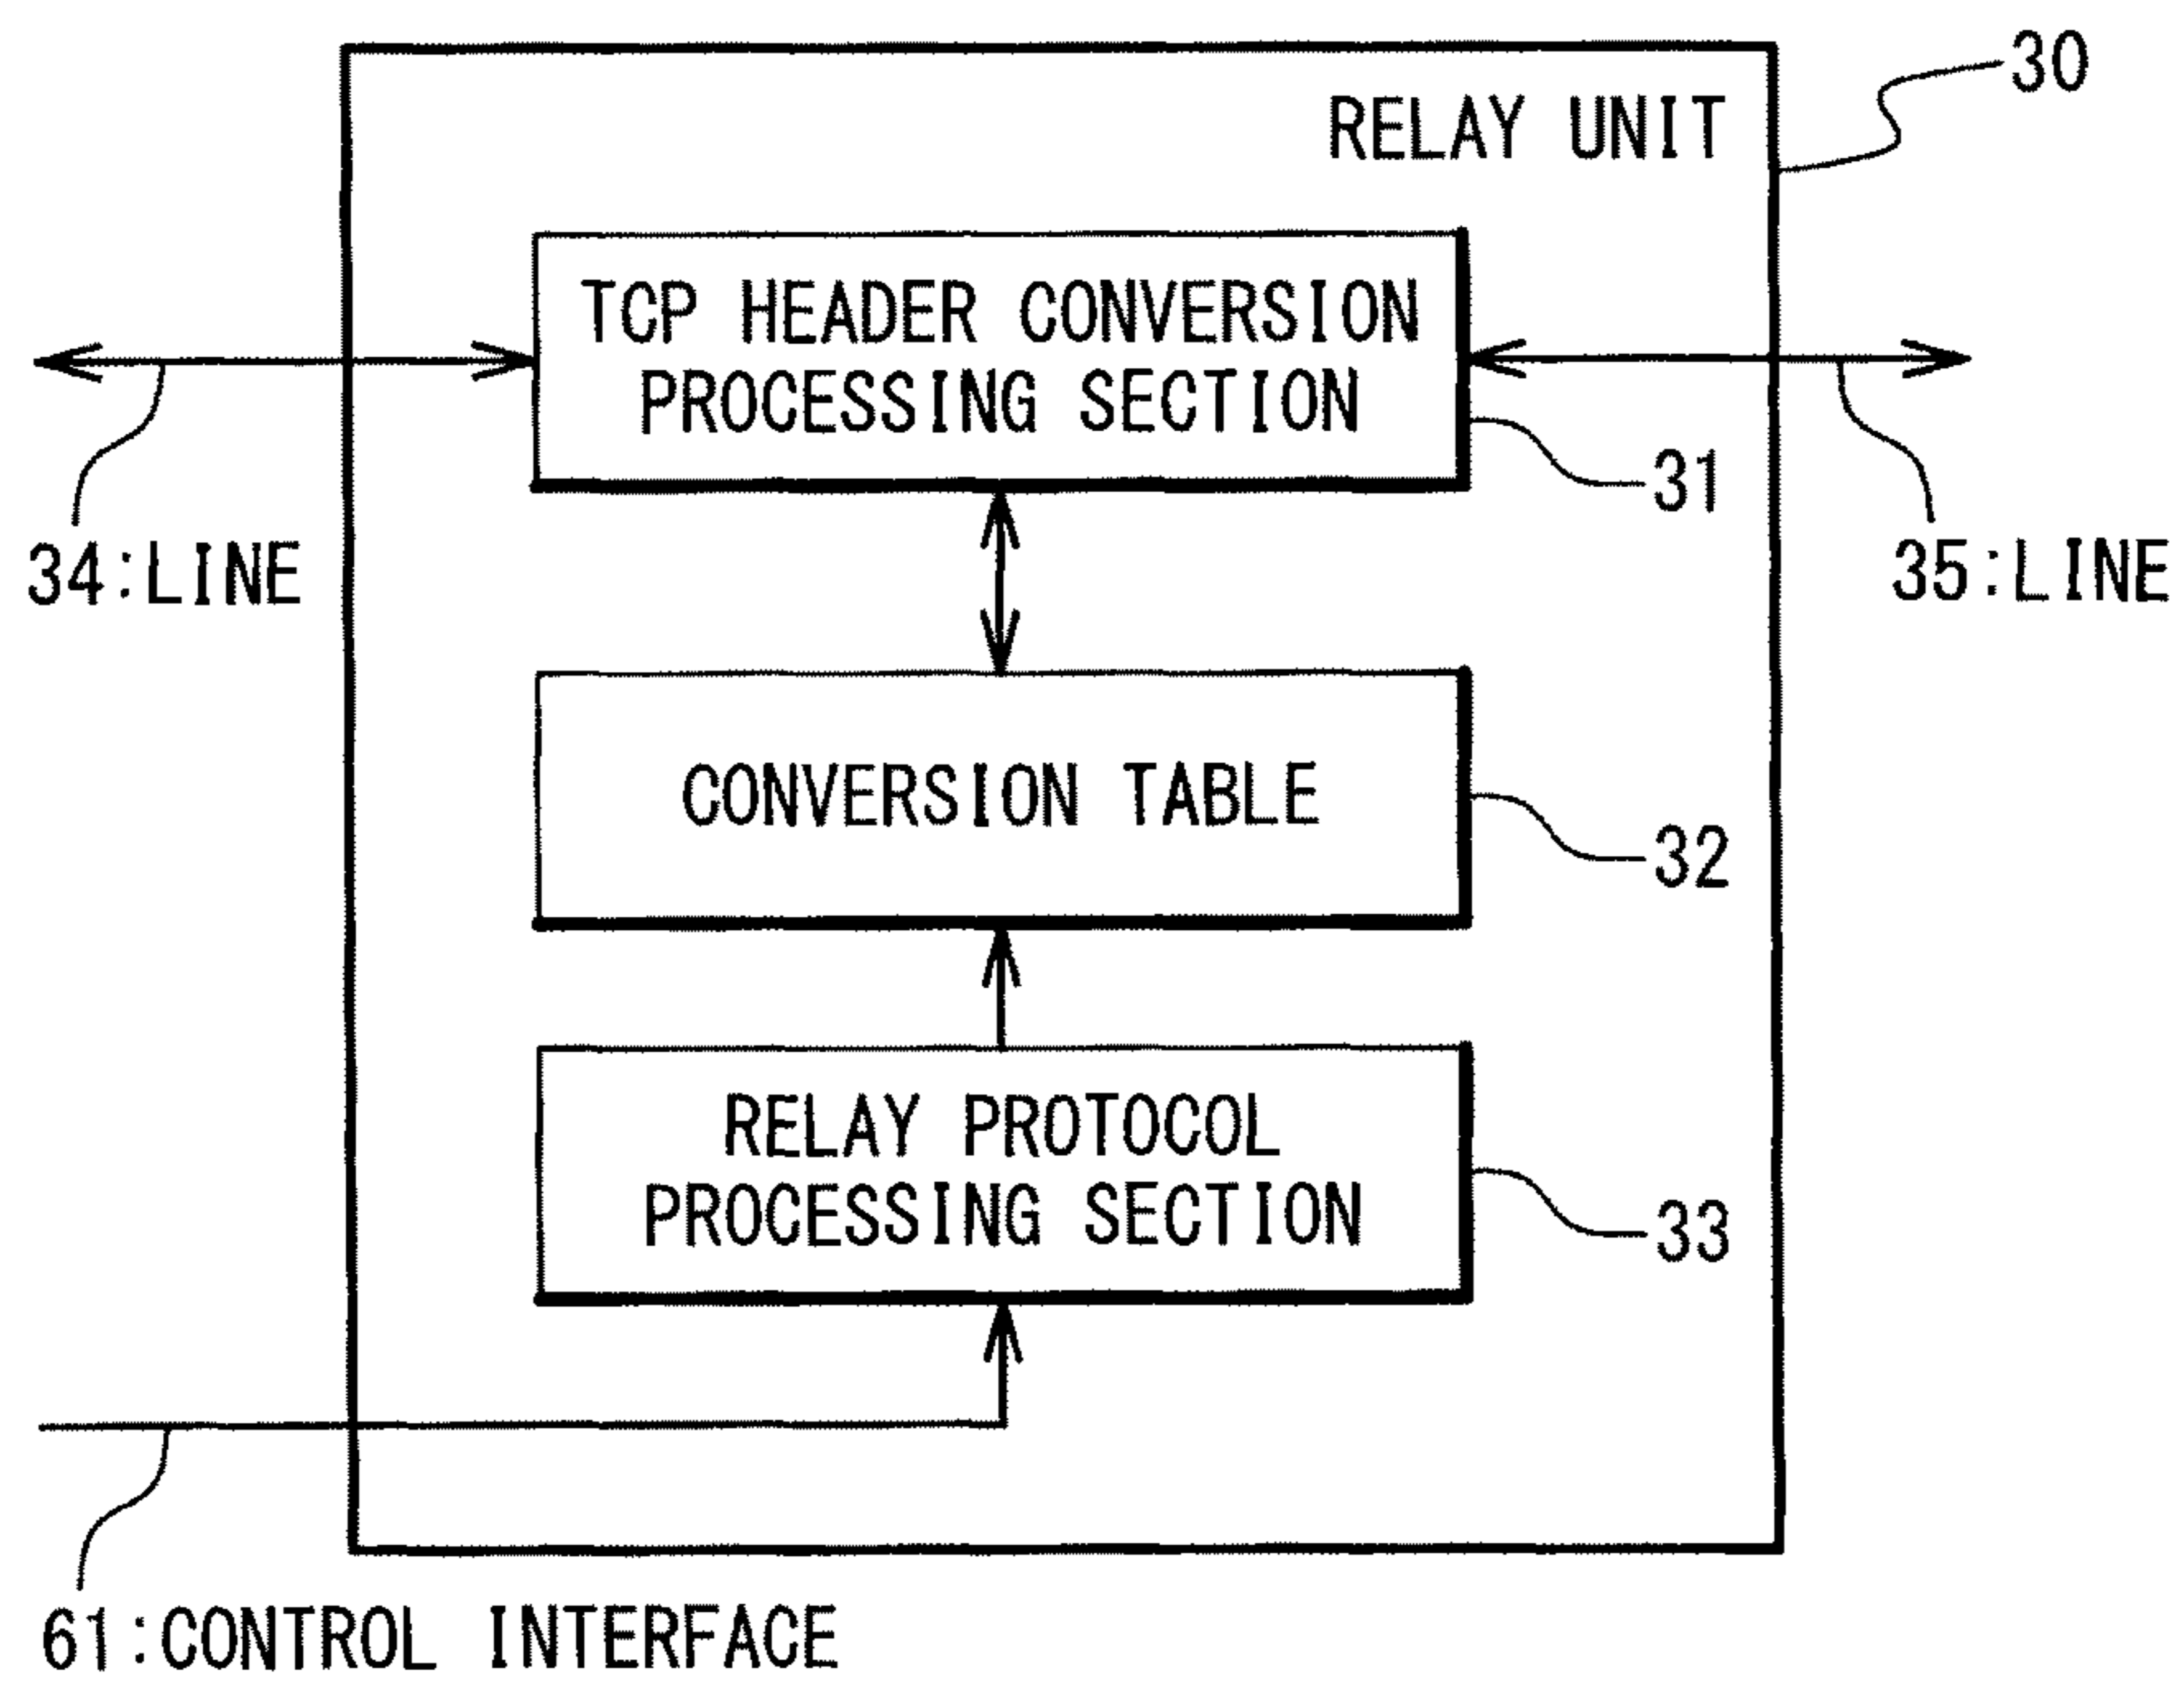 30
RELAY UNIT
TCP HEADER CONVERSION
PROCESSING SECTION
31
34:LINE
35:LINE
CONVERSION TABLE
32
RELAY PROTOCOL
PROCESSING SECTION
33
61:CONTROL INTERFACE